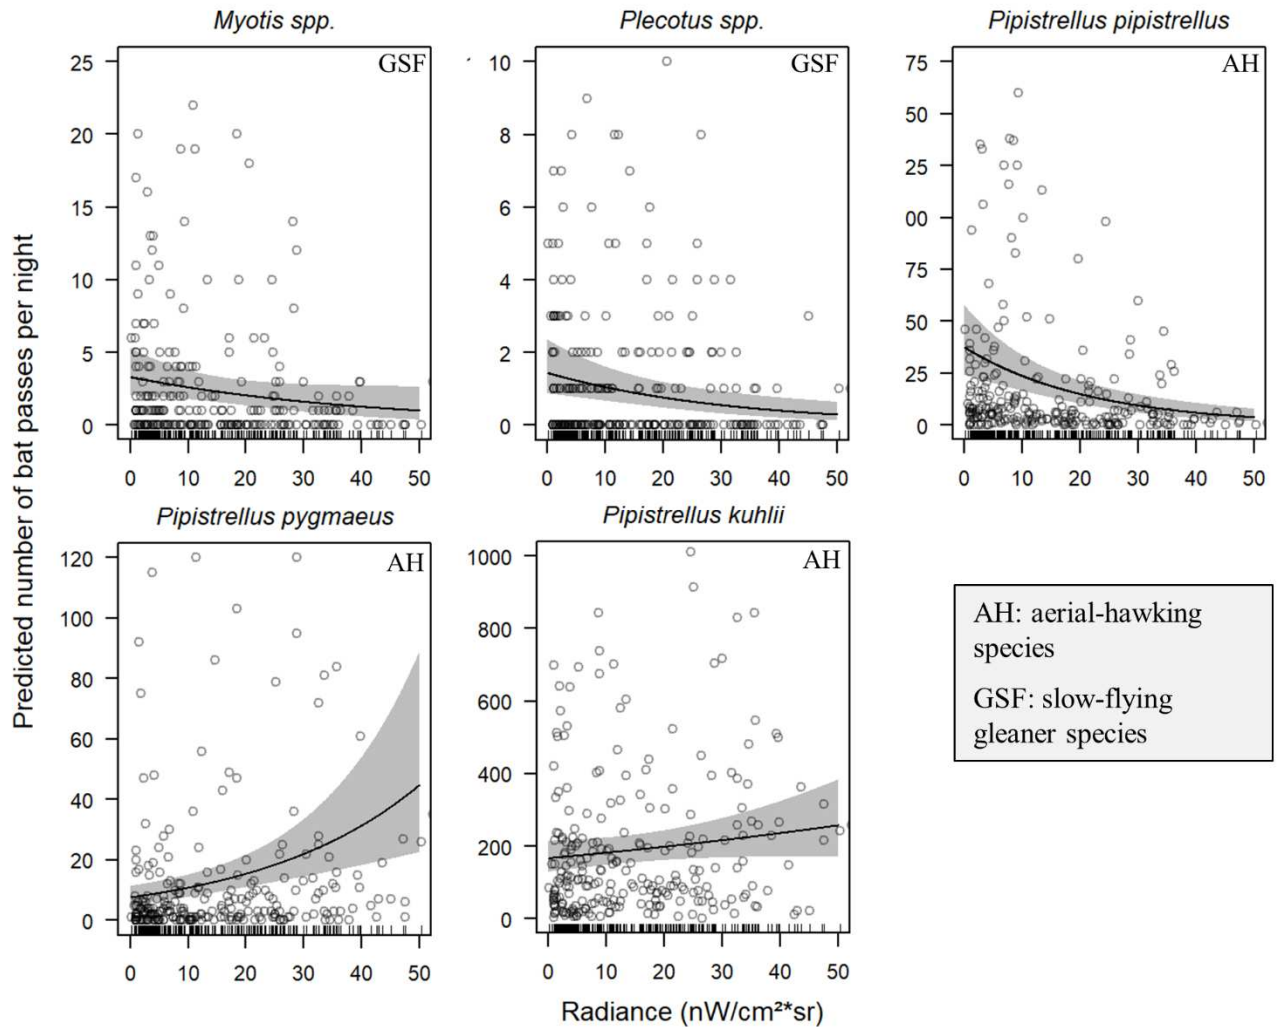 Myotis spp.
Plecotus spp.
Pipistrellus pipistrellus
GSF
GSF
AH
25
20
15
10
5
0
10
8
6
4
2
0
75
50
25
00
75
50
25
0
0 10 20 30 40 50
0 10 20 30 40 50
0 10 20 30 40 50
Predicted number of bat passes per night
Pipistrellus pygmaeus
Pipistrellus kuhlii
AH
AH
120
100
80
60
40
20
0
1000
800
600
400
200
0
0 10 20 30 40 50
0 10 20 30 40 50
Radiance (nW/cm²*sr)
AH: aerial-hawking
species
GSF: slow-flying
gleaner species